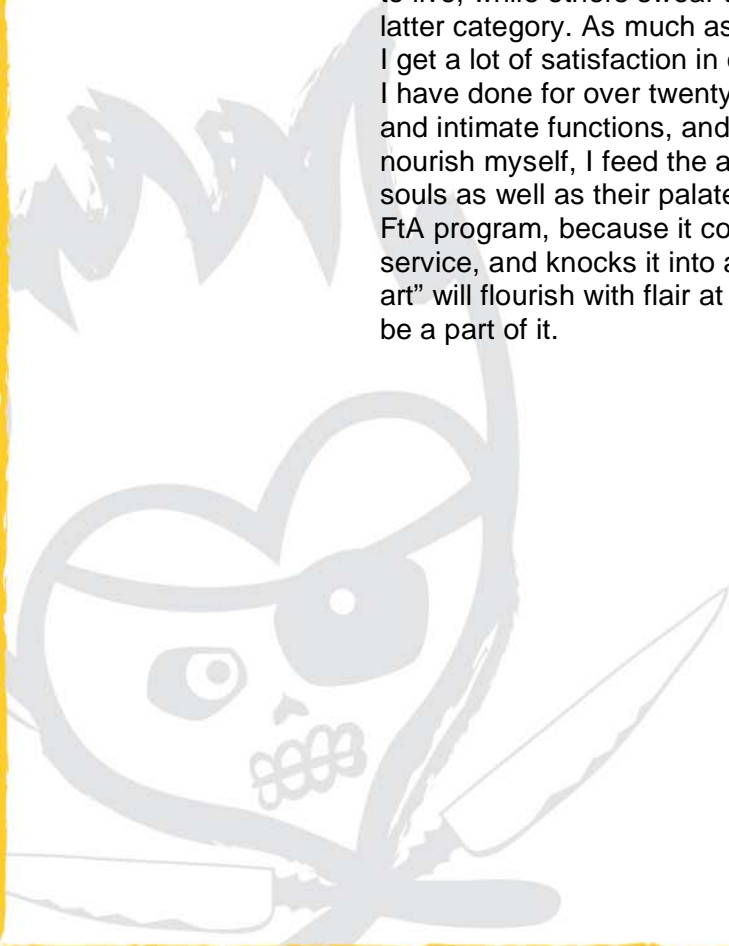 to live, while others swear
latter category. As much as
I get a lot of satisfaction in
I have done for over twenty
and intimate functions, and
nourish myself, I feed the a
souls as well as their palate
FtA program, because it co
service, and knocks it into a
art” will flourish with flair at
be a part of it.